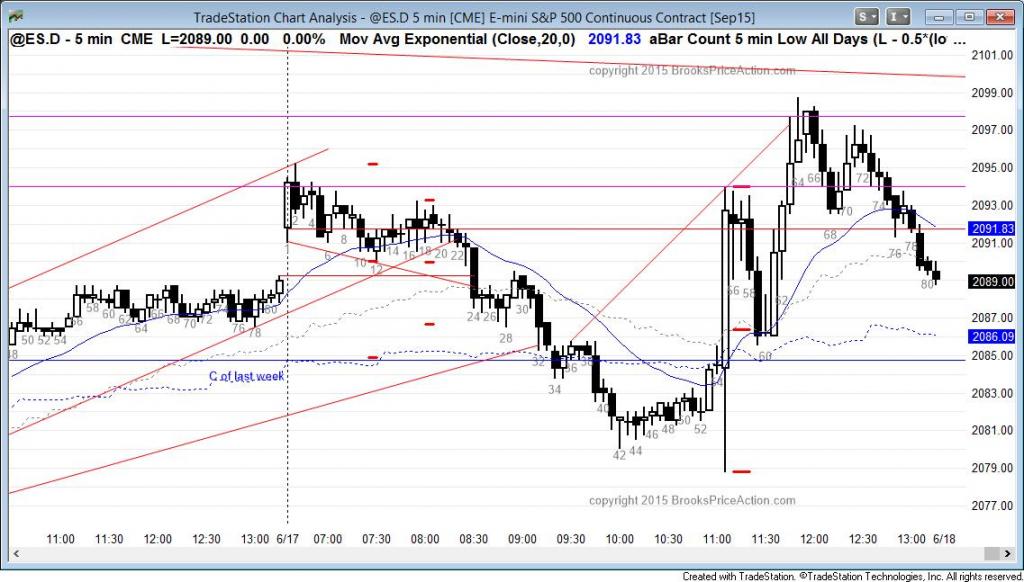 TradeStation Chart Analysis - @ES.D 5 min [CME] E-mini S&P 500 Continuous Contract [Sep15]
S
I
@ES.D - 5 min CME L=2089.00 0.00 0.00% Mov Avg Exponential (Close,20,0) 2091.83 aBar Count 5 min Low All Days (L - 0.5*(lo ...
copyright 2015 BrooksPriceAction.com
2101.00
2099.00
2097.00
2095.00
2093.00
2091.83
2091.00
2089.00
2087.00
2086.09
2085.00
2083.00
2081.00
2079.00
2077.00
48 50 52 54 56 58 60 62 64 66 68 70 72 74 76 78 80
2 4 6 8 10 12 14 16 18 20 22 24 26 28 30 32 34 36 38 40 42 44 46 48 50 52 54 56 58 60 62 64 66 68 70 72 74 76 78 80
C of last week
copyright 2015 BrooksPriceAction.com
11:00 11:30 12:00 12:30 13:00 6/17 07:00 07:30 08:00 08:30 09:00 09:30 10:00 10:30 11:00 11:30 12:00 12:30 13:00 6/18
Created with TradeStation. ©TradeStation Technologies, Inc. All rights reserved.